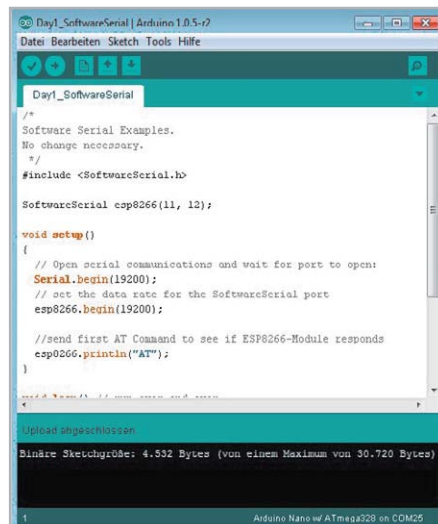 Day1_SoftwareSerial | Arduino 1.0.5-r2
Datei Bearbeiten Sketch Tools Hilfe
Day1_SoftwareSerial
/*
Software Serial Examples.
No change necessary.
*/
#include <SoftwareSerial.h>
SoftwareSerial esp8266(11, 12);
void setup()
{
// Open serial communications and wait for port to open:
Serial.begin(19200);
// set the data rate for the SoftwareSerial port
esp8266.begin(19200);
//send first AT Command to see if ESP8266-Module responds
esp8266.println("AT");
}
Upload abgeschlossen.
Binäre Sketchgröße: 4.532 Bytes (von einem Maximum von 30.720 Bytes)
1
Arduino Nano w/ ATmega328 on COM25